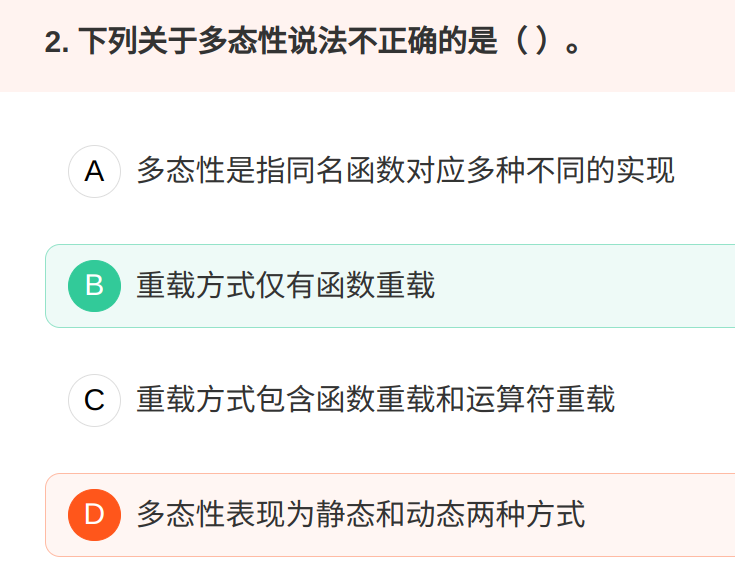 2. 下列关于多态性说法不正确的是（ ）。
A 多态性是指同名函数对应多种不同的实现
B 重载方式仅有函数重载
C 重载方式包含函数重载和运算符重载
D 多态性表现为静态和动态两种方式